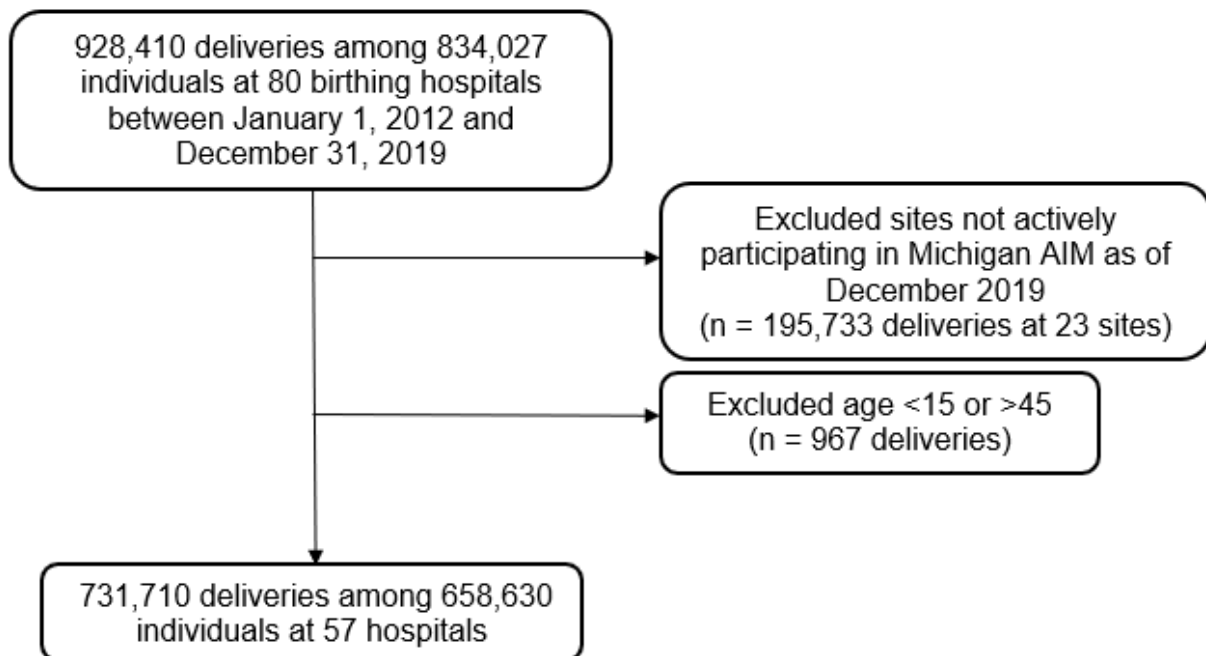 928,410 deliveries among 834,027
individuals at 80 birthing hospitals
between January 1, 2012 and
December 31, 2019
Excluded sites not actively
participating in Michigan AIM as of
December 2019
(n = 195,733 deliveries at 23 sites)
Excluded age <15 or >45
(n = 967 deliveries)
731,710 deliveries among 658,630
individuals at 57 hospitals